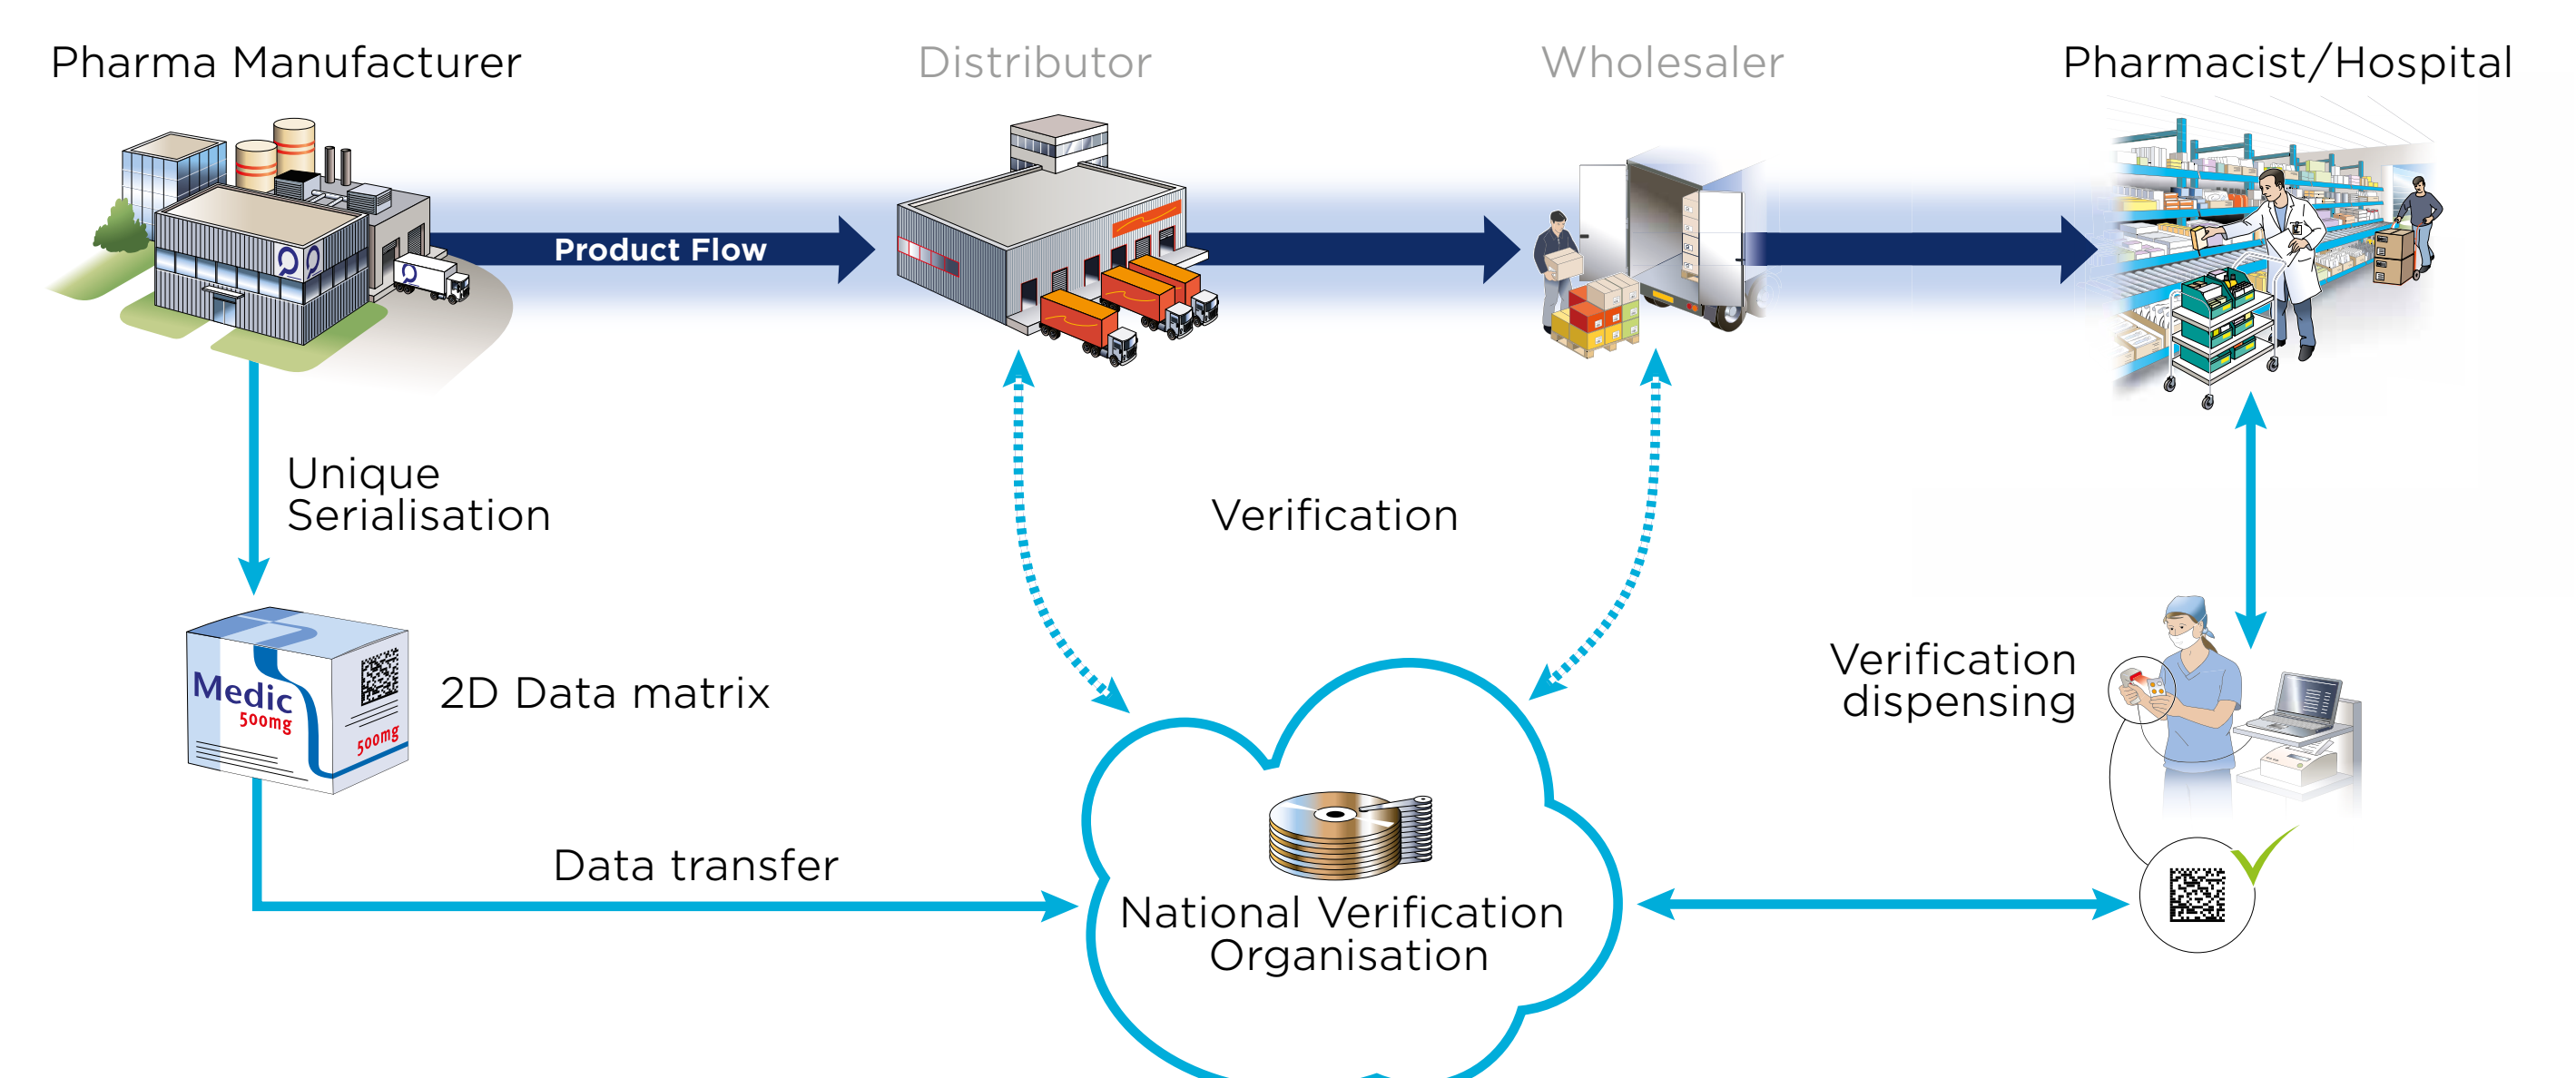 Pharma Manufacturer
Distributor
Wholesaler
Pharmacist/Hospital
Product Flow
Unique
Serialisation
Verification
Medic
500mg
500mg
2D Data matrix
Verification
dispensing
Data transfer
National Verification
Organisation